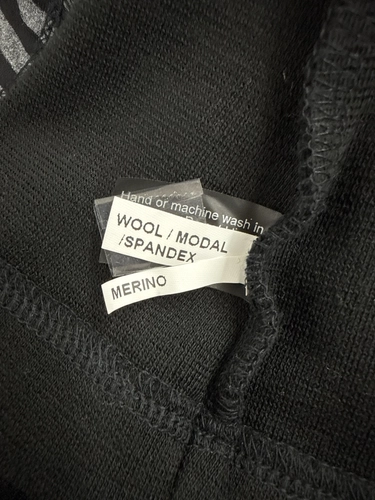 Hand or machine wash in
WOOL / MODAL
/SPANDEX
MERINO